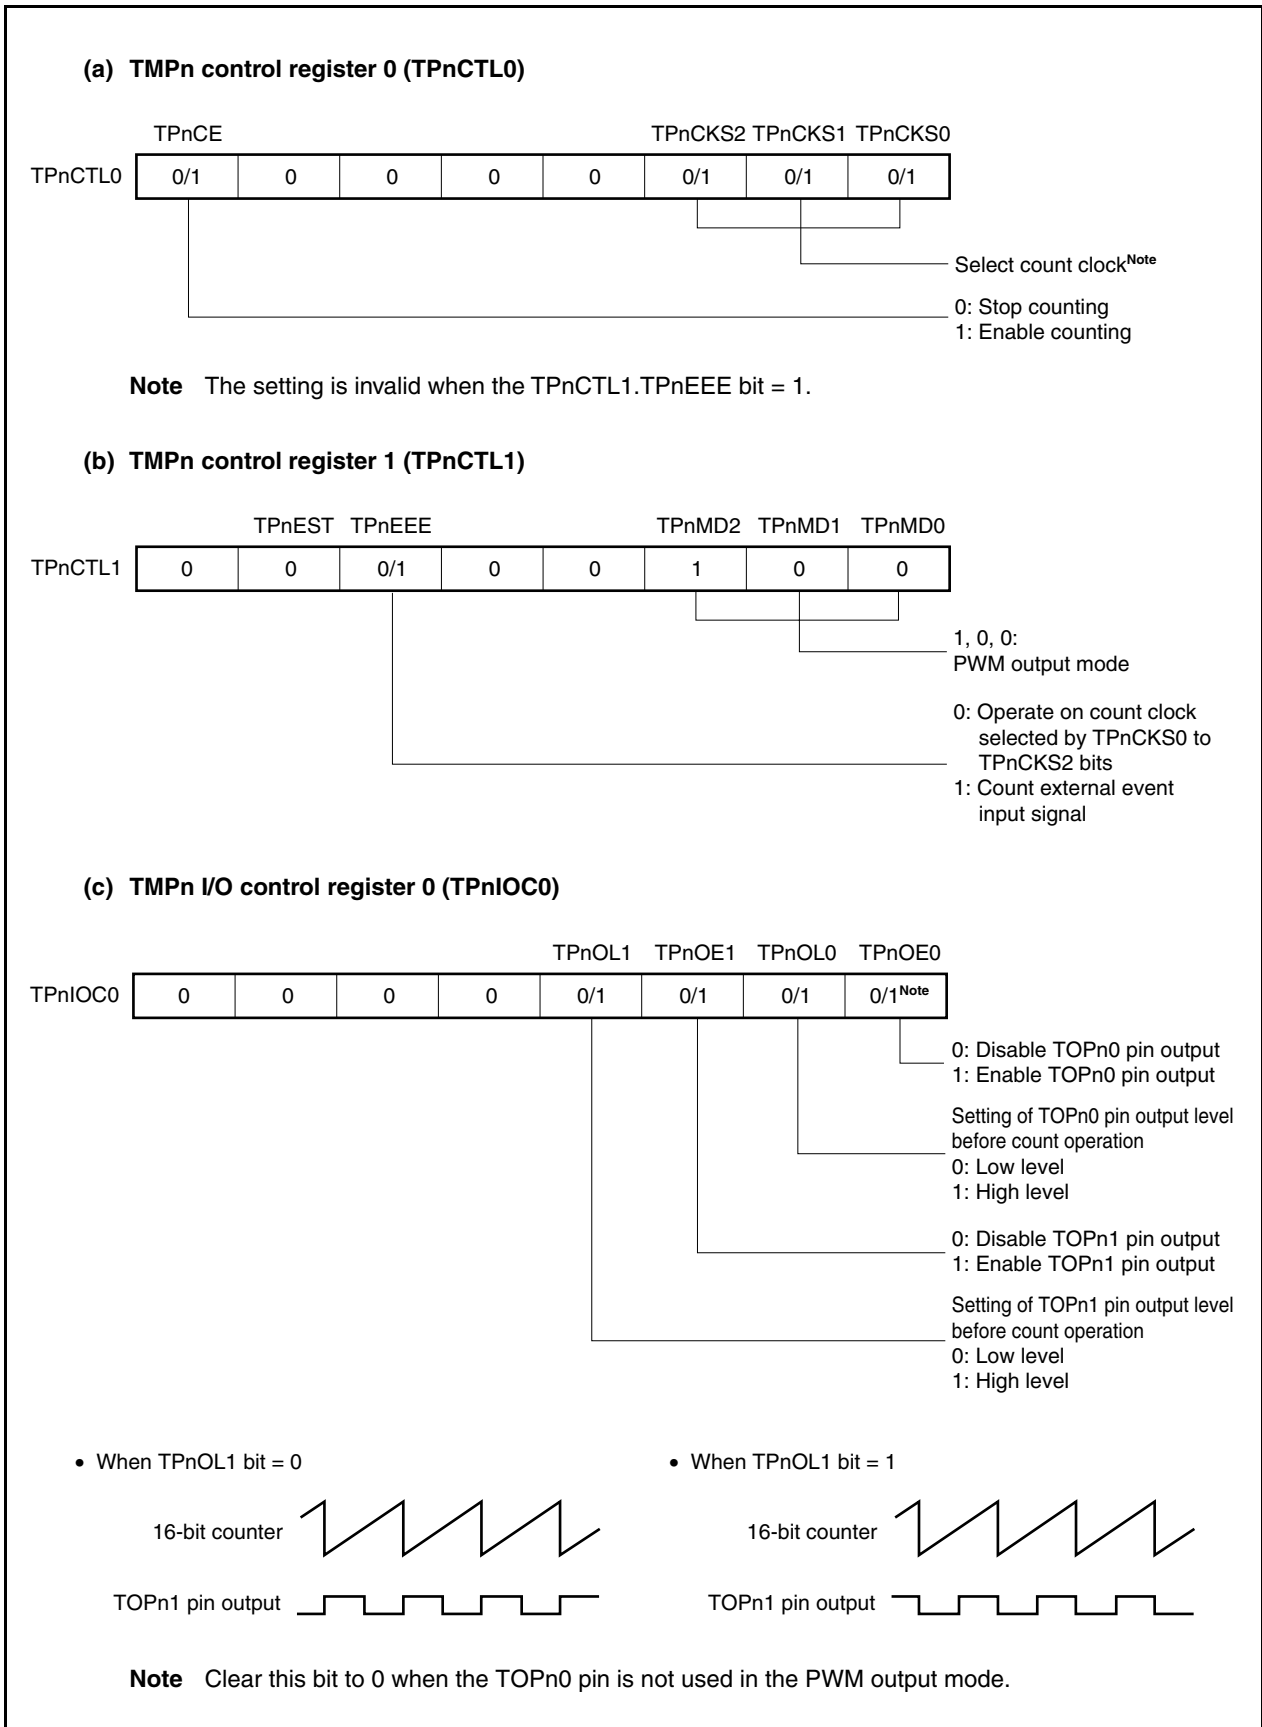 (a) TMPn control register 0 (TPnCTL0)
TPnCE TPnCKS2 TPnCKS1 TPnCKS0
TPnCTL0 0/1 0 0 0 0 0/1 0/1 0/1
Select count clockNote
0: Stop counting
1: Enable counting
Note The setting is invalid when the TPnCTL1.TPnEEE bit = 1.
(b) TMPn control register 1 (TPnCTL1)
TPnEST TPnEEE TPnMD2 TPnMD1 TPnMD0
TPnCTL1 0 0 0/1 0 0 1 0 0
1, 0, 0:
PWM output mode
0: Operate on count clock
selected by TPnCKS0 to
TPnCKS2 bits
1: Count external event
input signal
(c) TMPn I/O control register 0 (TPnIOC0)
TPnOL1 TPnOE1 TPnOL0 TPnOE0
TPnIOC0 0 0 0 0 0/1 0/1 0/1 0/1Note
0: Disable TOPn0 pin output
1: Enable TOPn0 pin output
Setting of TOPn0 pin output level
before count operation
0: Low level
1: High level
0: Disable TOPn1 pin output
1: Enable TOPn1 pin output
Setting of TOPn1 pin output level
before count operation
0: Low level
1: High level
• When TPnOL1 bit = 0
16-bit counter
TOPn1 pin output
• When TPnOL1 bit = 1
16-bit counter
TOPn1 pin output
Note Clear this bit to 0 when the TOPn0 pin is not used in the PWM output mode.